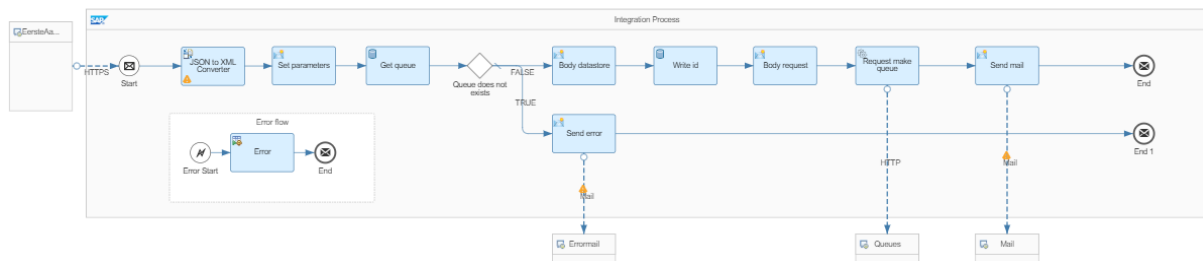 SAP
Integration Process
EersteAa...
HTTPS
Start
JSON to XML
Converter
Set parameters
Get queue
Queue does not
exists
FALSE
TRUE
Body datastore
Write id
Body request
Request make
queue
Send mail
End
Error flow
Error Start
Error
End
Send error
End 1
Mail
HTTP
Mail
Errormail
Queues
Mail